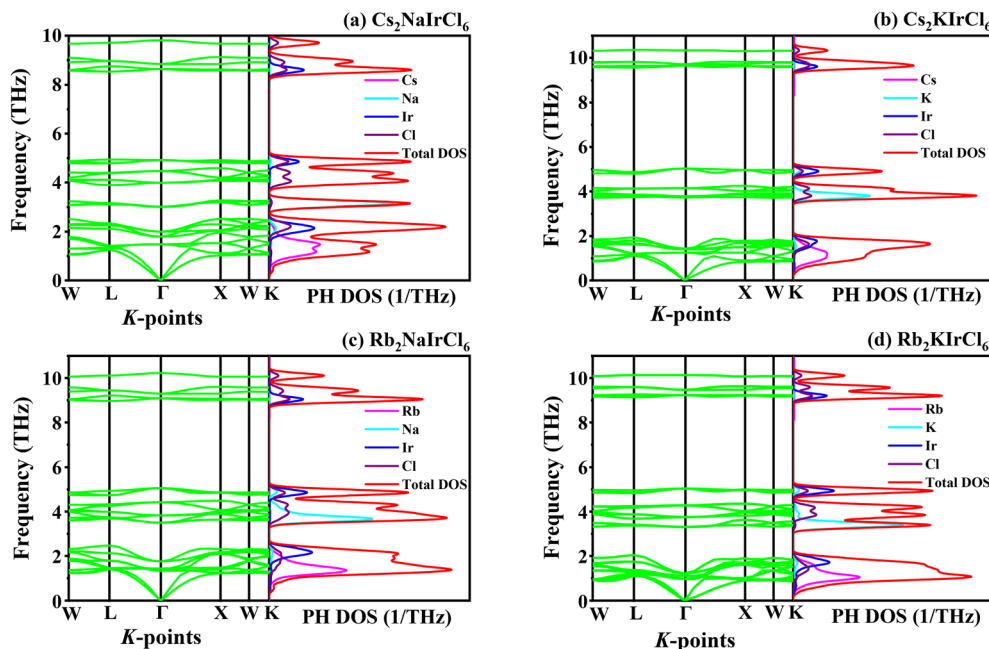 (a) Cs₂NaIrCl₆
Frequency (THz)
10
8
6
4
2
0
Cs
Na
Ir
Cl
Total DOS
W L Γ X W K
PH DOS (1/THz)
K-points
(b) Cs₂KIrCl₆
Frequency (THz)
10
8
6
4
2
0
Cs
K
Ir
Cl
Total DOS
W L Γ X W K
PH DOS (1/THz)
K-points
(c) Rb₂NaIrCl₆
Frequency (THz)
10
8
6
4
2
0
Rb
Na
Ir
Cl
Total DOS
W L Γ X W K
PH DOS (1/THz)
K-points
(d) Rb₂KIrCl₆
Frequency (THz)
10
8
6
4
2
0
Rb
K
Ir
Cl
Total DOS
W L Γ X W K
PH DOS (1/THz)
K-points